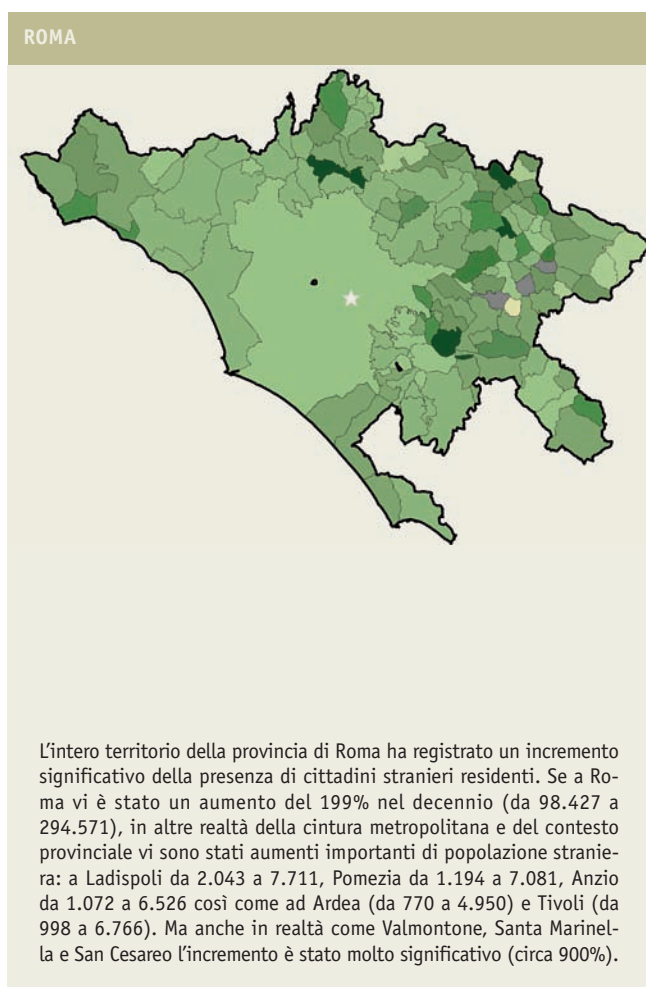 ROMA
L'intero territorio della provincia di Roma ha registrato un incremento
significativo della presenza di cittadini stranieri residenti. Se a Ro-
ma vi è stato un aumento del 199% nel decennio (da 98.427 a
294.571), in altre realtà della cintura metropolitana e del contesto
provinciale vi sono stati aumenti importanti di popolazione stranie-
ra: a Ladispoli da 2.043 a 7.711, Pomezia da 1.194 a 7.081, Anzio
da 1.072 a 6.526 così come ad Ardea (da 770 a 4.950) e Tivoli (da
998 a 6.766). Ma anche in realtà come Valmontone, Santa Marinel-
la e San Cesareo l'incremento è stato molto significativo (circa 900%).